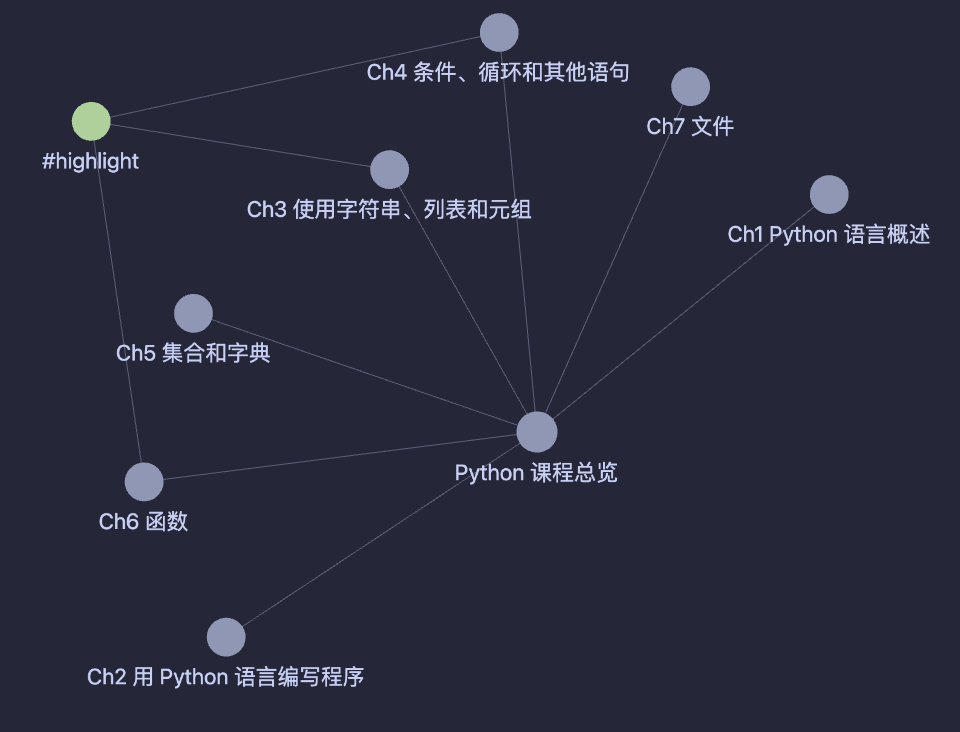 Ch4 条件、循环和其他语句
Ch7 文件
#highlight
Ch3 使用字符串、列表和元组
Ch1 Python 语言概述
Ch5 集合和字典
Python 课程总览
Ch6 函数
Ch2 用 Python 语言编写程序